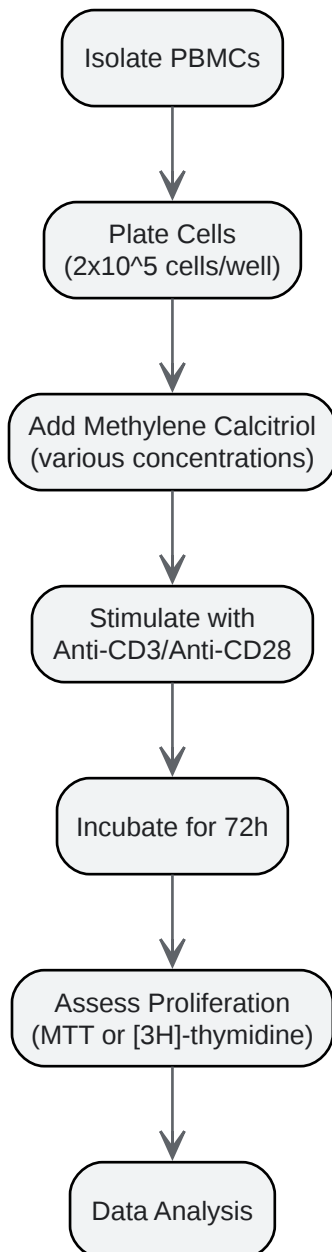 Isolate PBMCs
Plate Cells
(2x10^5 cells/well)
Add Methylene Calcitriol
(various concentrations)
Stimulate with
Anti-CD3/Anti-CD28
Incubate for 72h
Assess Proliferation
(MTT or [3H]-thymidine)
Data Analysis